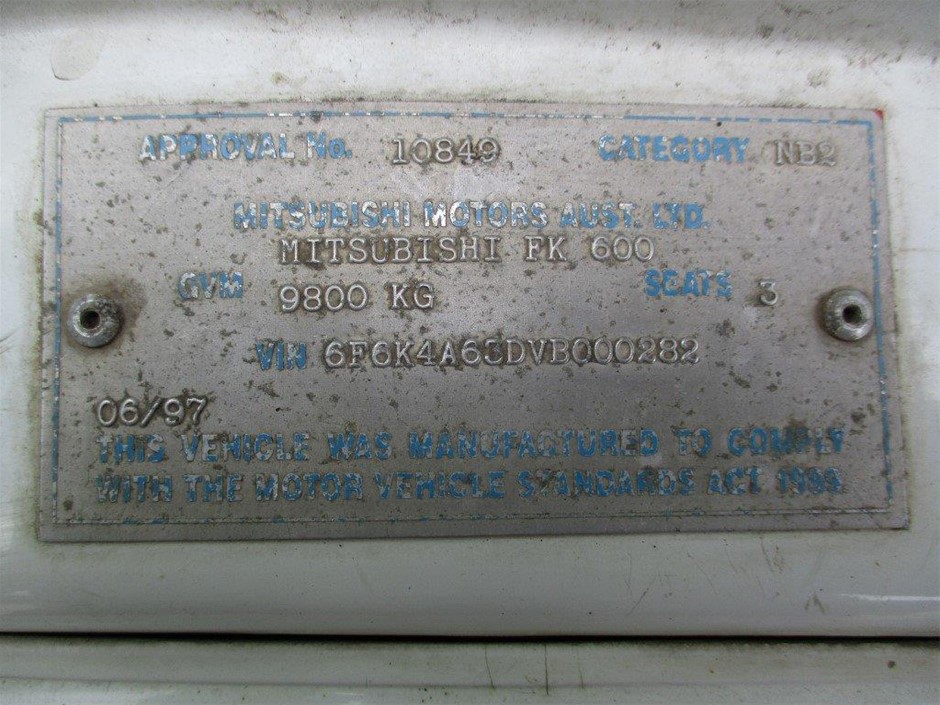 APPROVAL No. 10849 CATEGORY NB2
MITSUBISHI MOTORS AUST. LTD.
MITSUBISHI FK 600
GVM 9800 KG SEATS 3
VIN 6F6K4A63DVB000282
06/97
THIS VEHICLE WAS MANUFACTURED TO COMPLY
WITH THE MOTOR VEHICLE STANDARDS ACT 1989.